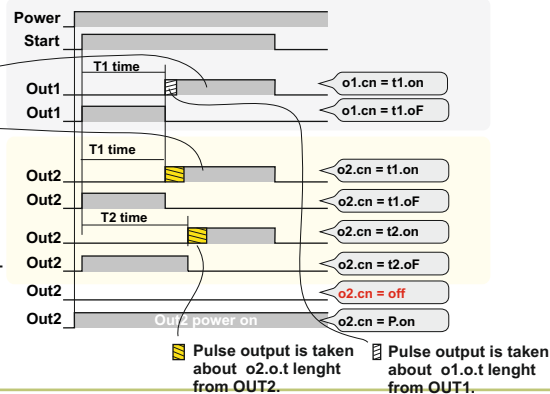 Power
Start
T1 time
Out1
o1.cn = t1.on
Out1
o1.cn = t1.oF
T1 time
Out2
o2.cn = t1.on
Out2
o2.cn = t1.oF
T2 time
Out2
o2.cn = t2.on
Out2
o2.cn = t2.oF
Out2
o2.cn = off
Out2
Out2 power on
o2.cn = P.on
Pulse output is taken
about o2.o.t lenght
from OUT2.
Pulse output is taken
about o1.o.t lenght
from OUT1.